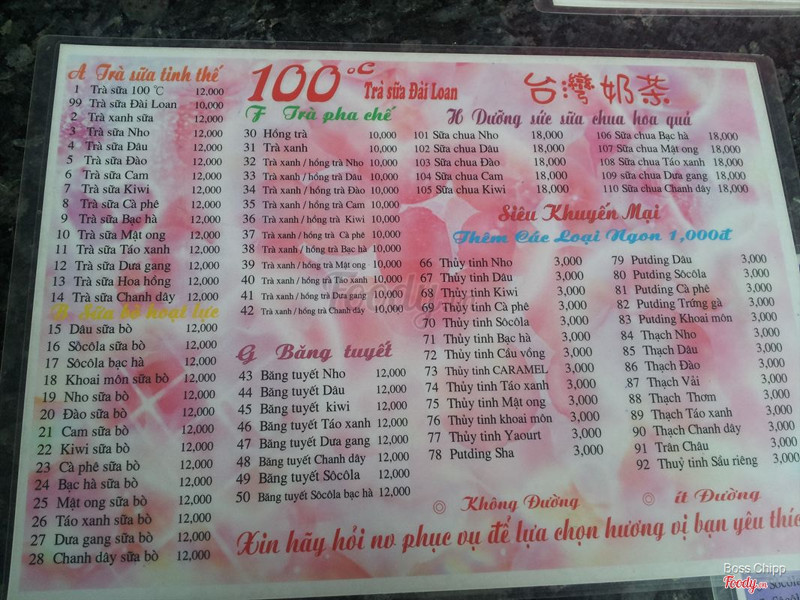 100°C
Trà sữa Đài Loan
台灣奶茶
A Trà sữa tinh thế
1 Trà sữa 100 ℃ 12,000
99 Trà sữa Đài Loan 10,000
2 Trà xanh sữa 12,000
3 Trà sữa Nho 12,000
4 Trà sữa Dâu 12,000
5 Trà sữa Đào 12,000
6 Trà sữa Cam 12,000
7 Trà sữa Kiwi 12,000
8 Trà sữa Cà phê 12,000
9 Trà sữa Bạc hà 12,000
10 Trà sữa Mật ong 12,000
11 Trà sữa Táo xanh 12,000
12 Trà sữa Dưa gang 12,000
13 Trà sữa Hoa hồng 12,000
14 Trà sữa Chanh dây 12,000
B Sữa bò hoạt lực
15 Dâu sữa bò 12,000
16 Sôcôla sữa bò 12,000
17 Sôcôla bạc hà 12,000
18 Khoai môn sữa bò 12,000
19 Nho sữa bò 12,000
20 Đào sữa bò 12,000
21 Cam sữa bò 12,000
22 Kiwi sữa bò 12,000
23 Cà phê sữa bò 12,000
24 Bạc hà sữa bò 12,000
25 Mật ong sữa bò 12,000
26 Táo xanh sữa bò 12,000
27 Dưa gang sữa bò 12,000
28 Chanh dây sữa bò 12,000
F Trà pha chế
30 Hồng trà 10,000
31 Trà xanh 10,000
32 Trà xanh / hồng trà Nho 10,000
33 Trà xanh / hồng trà Dâu 10,000
34 Trà xanh / hồng trà Đào 10,000
35 Trà xanh / hồng trà Cam 10,000
36 Trà xanh / hồng trà Kiwi 10,000
37 Trà xanh / hồng trà Cà phê 10,000
38 Trà xanh / hồng trà Bạc hà 10,000
39 Trà xanh / hồng trà Mật ong 10,000
40 Trà xanh / hồng trà Táo xanh 10,000
41 Trà xanh / hồng trà Dưa gang 10,000
42 Trà xanh / hồng trà Chanh dây 10,000
G Băng tuyết
43 Băng tuyết Nho 12,000
44 Băng tuyết Dâu 12,000
45 Băng tuyết kiwi 12,000
46 Băng tuyết Táo xanh 12,000
47 Băng tuyết Dưa gang 12,000
48 Băng tuyết Chanh dây 12,000
49 Băng tuyết Sôcôla 12,000
50 Băng tuyết Sôcôla bạc hà 12,000
H Dưỡng sức sữa chua hoa quả
101 Sữa chua Nho 18,000
102 Sữa chua Dâu 18,000
103 Sữa chua Đào 18,000
104 Sữa chua Cam 18,000
105 Sữa chua Kiwi 18,000
106 Sữa chua Bạc hà 18,000
107 Sữa chua Mật ong 18,000
108 Sữa chua Táo xanh 18,000
109 sữa chua Dưa gang 18,000
110 Sữa chua Chanh dây 18,000
Siêu Khuyến Mại
Thêm Các Loại Ngon 1,000đ
66 Thủy tinh Nho 3,000
67 Thủy tinh Dâu 3,000
68 Thủy tinh Kiwi 3,000
69 Thủy tinh Cà phê 3,000
70 Thủy tinh Sôcôla 3,000
71 Thủy tinh Bạc hà 3,000
72 Thủy tinh Cầu vồng 3,000
73 Thủy tinh CARAMEL 3,000
74 Thủy tinh Táo xanh 3,000
75 Thủy tinh Mật ong 3,000
76 Thủy tinh khoai môn 3,000
77 Thủy tinh Yaourt 3,000
78 Putding Sha 3,000
79 Putding Dâu 3,000
80 Putding Sôcôla 3,000
81 Putding Cà phê 3,000
82 Putding Trứng gà 3,000
83 Putding Khoai môn 3,000
84 Thạch Nho 3,000
85 Thạch Dâu 3,000
86 Thạch Đào 3,000
87 Thạch Vải 3,000
88 Thạch Thơm 3,000
89 Thạch Táo xanh 3,000
90 Thạch Chanh dây 3,000
91 Trân Châu 3,000
92 Thuỷ tinh Sầu riêng 3,000
◎ Không Đường ◎ ít Đường
Xin hãy hỏi nv phục vụ để lựa chọn hương vị bạn yêu thíc
Foody.vn
Boss Chipp
Foody.vn